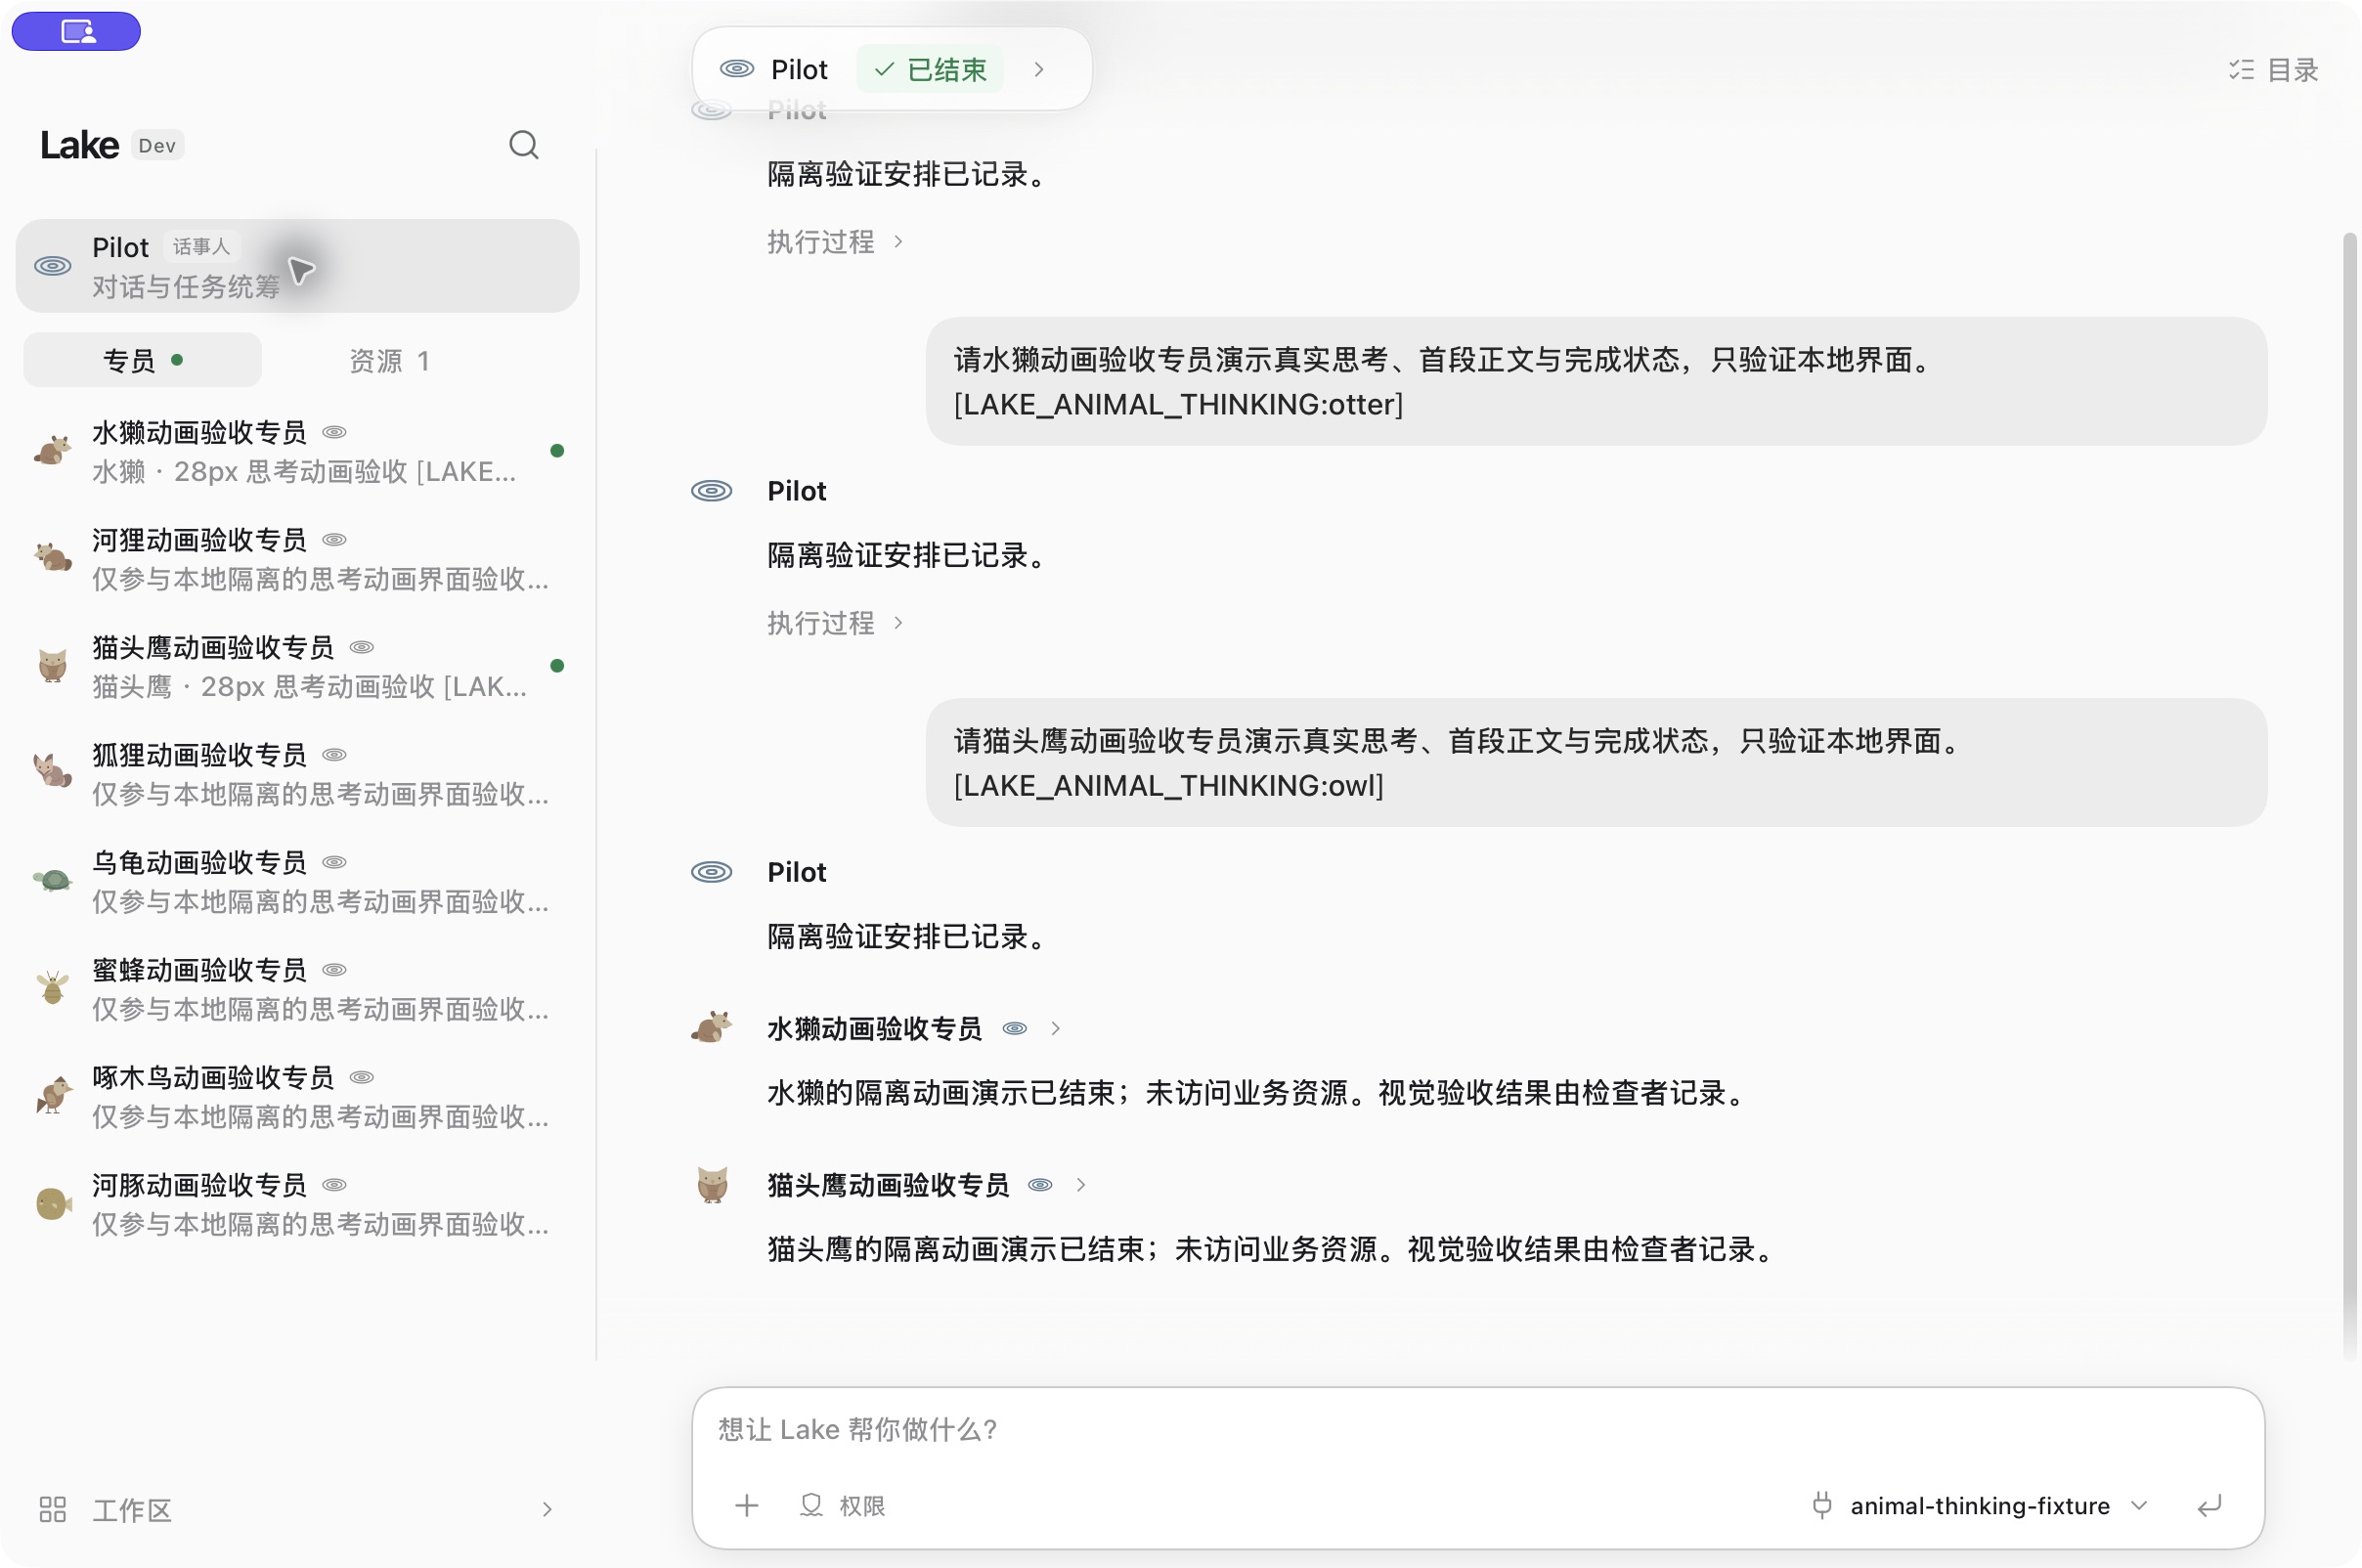 Lake Dev
Pilot 话事人
对话与任务统筹
专员
资源 1
水獭动画验收专员
水獭 · 28px 思考动画验收 [LAKE...
河狸动画验收专员
仅参与本地隔离的思考动画界面验收...
猫头鹰动画验收专员
猫头鹰 · 28px 思考动画验收 [LAK...
狐狸动画验收专员
仅参与本地隔离的思考动画界面验收...
乌龟动画验收专员
仅参与本地隔离的思考动画界面验收...
蜜蜂动画验收专员
仅参与本地隔离的思考动画界面验收...
啄木鸟动画验收专员
仅参与本地隔离的思考动画界面验收...
河豚动画验收专员
仅参与本地隔离的思考动画界面验收...
工作区
Pilot 已结束
目录
Pilot
隔离验证安排已记录。
执行过程
请水獭动画验收专员演示真实思考、首段正文与完成状态，只验证本地界面。
[LAKE_ANIMAL_THINKING:otter]
Pilot
隔离验证安排已记录。
执行过程
请猫头鹰动画验收专员演示真实思考、首段正文与完成状态，只验证本地界面。
[LAKE_ANIMAL_THINKING:owl]
Pilot
隔离验证安排已记录。
水獭动画验收专员
水獭的隔离动画演示已结束；未访问业务资源。视觉验收结果由检查者记录。
猫头鹰动画验收专员
猫头鹰的隔离动画演示已结束；未访问业务资源。视觉验收结果由检查者记录。
想让 Lake 帮你做什么？
权限
animal-thinking-fixture